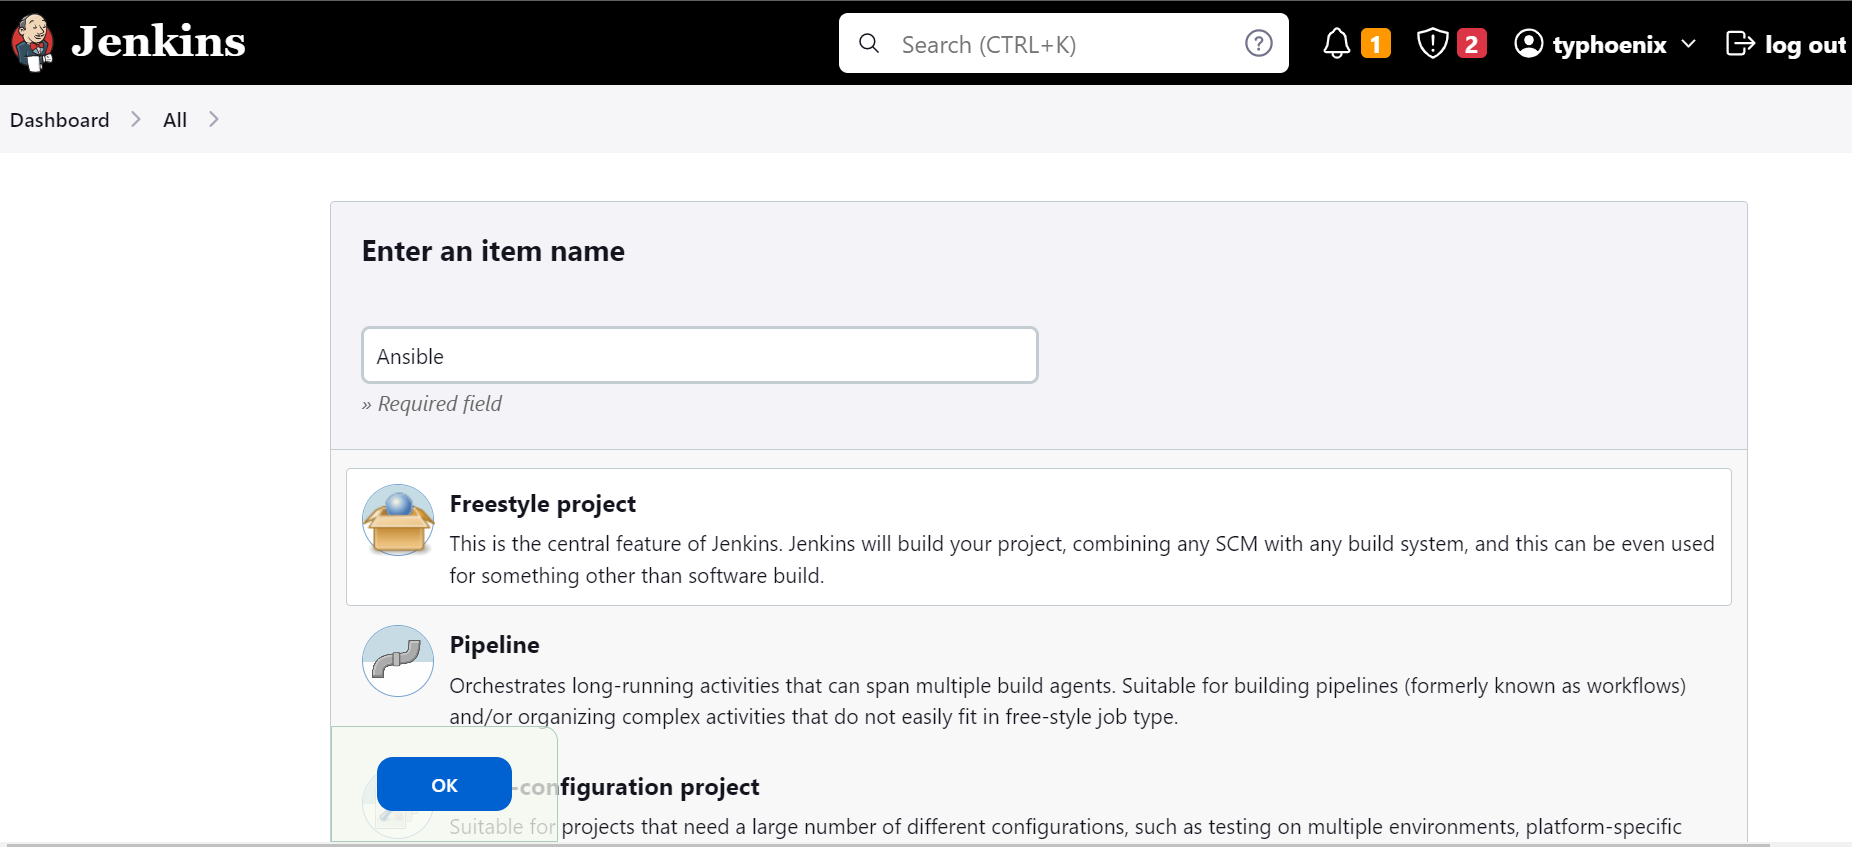 Jenkins
Search (CTRL+K)
1
2
typhoenix
log out
Dashboard
All
Enter an item name
Ansible
» Required field
Freestyle project
This is the central feature of Jenkins. Jenkins will build your project, combining any SCM with any build system, and this can be even used
for something other than software build.
Pipeline
Orchestrates long-running activities that can span multiple build agents. Suitable for building pipelines (formerly known as workflows)
and/or organizing complex activities that do not easily fit in free-style job type.
OK
-configuration project
Suitable for projects that need a large number of different configurations, such as testing on multiple environments, platform-specific